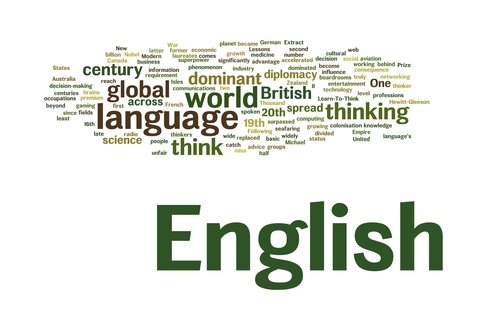 New War planet became German Extract
billion Nobel latter former economic growth Lessons second cultural web
Canada Modern laureates comes significantly medicine number social aviation
States business superpower advantage accelerated decision working behind Prize
century information phenomenon industry dominated become consequence
Australia requirement dominant diplomacy influence truly networking
decision-making global communications two Zealand boardrooms days One thinker
centuries brains world British entertainment
occupations premium across French Thousand technology level professions
beyond gaming first spoken 20th spread Learn-To-Think Hewitt-Gleeson
since fields language surpassed computing thinking
least 16th 19th growing colonisation knowledge
late radio thinkers Following seafaring divided Empire language's
science people wide replaced basic widely status United
unfair think catch advice groups Michael
miss half
English